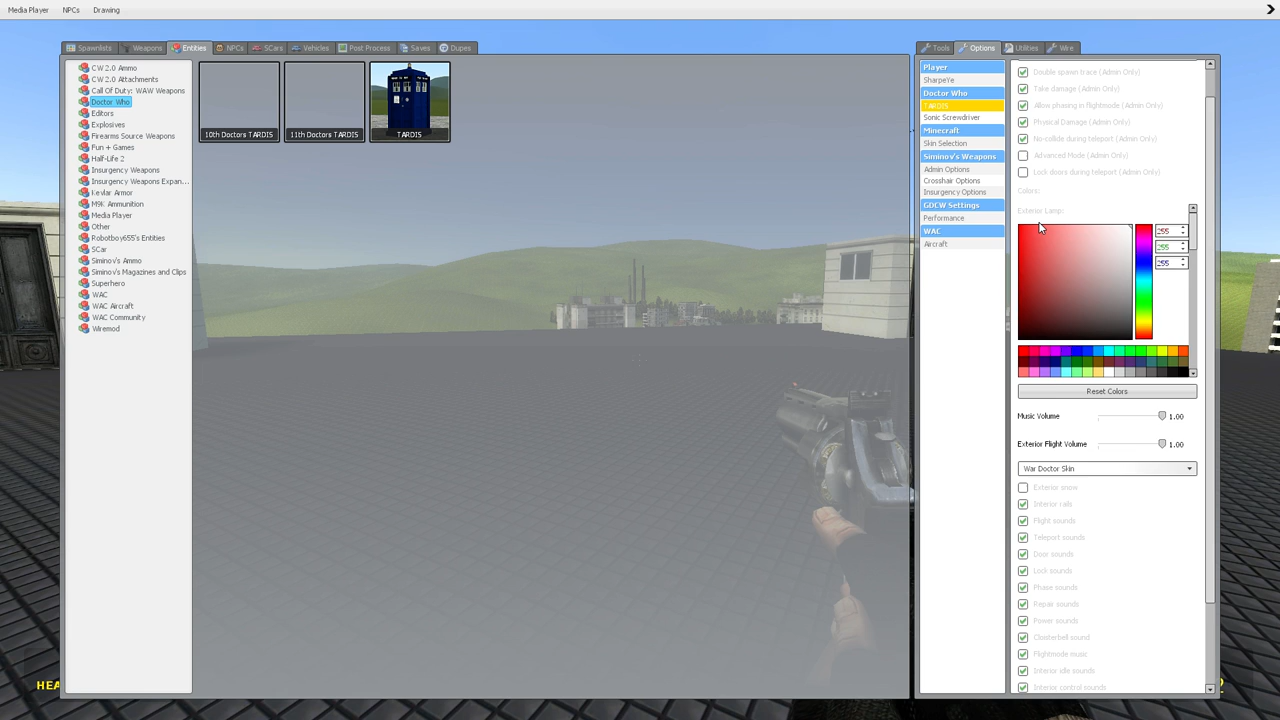 Media Player NPCs Drawing
Spawnlists Weapons Entities NPCs SCars Vehicles Post Process Saves Dupes
CW 2.0 Ammo
CW 2.0 Attachments
Call Of Duty: WAW Weapons
Doctor Who
Editors
Explosives
Firearms Source Weapons
Fun + Games
Half-Life 2
Insurgency Weapons
Insurgency Weapons Expan...
Kevlar Armor
M9K Ammunition
Media Player
Other
Robotboy655's Entities
SCar
Siminov's Ammo
Siminov's Magazines and Clips
Superhero
WAC
WAC Aircraft
WAC Community
Wiremod
10th Doctors TARDIS 11th Doctors TARDIS TARDIS
HEA
Tools Options Utilities Wire
Player
SharpeYe
Doctor Who
TARDIS
Sonic Screwdriver
Minecraft
Skin Selection
Siminov's Weapons
Admin Options
Crosshair Options
Insurgency Options
GDCW Settings
Performance
WAC
Aircraft
Double spawn trace (Admin Only)
Take damage (Admin Only)
Allow phasing in flightmode (Admin Only)
Physical Damage (Admin Only)
No-collide during teleport (Admin Only)
Advanced Mode (Admin Only)
Lock doors during teleport (Admin Only)
Colors:
Exterior Lamp:
255
255
255
Reset Colors
Music Volume 1.00
Exterior Flight Volume 1.00
War Doctor Skin
Exterior snow
Interior rails
Flight sounds
Teleport sounds
Door sounds
Lock sounds
Phase sounds
Repair sounds
Power sounds
Cloisterbell sound
Flightmode music
Interior idle sounds
Interior control sounds